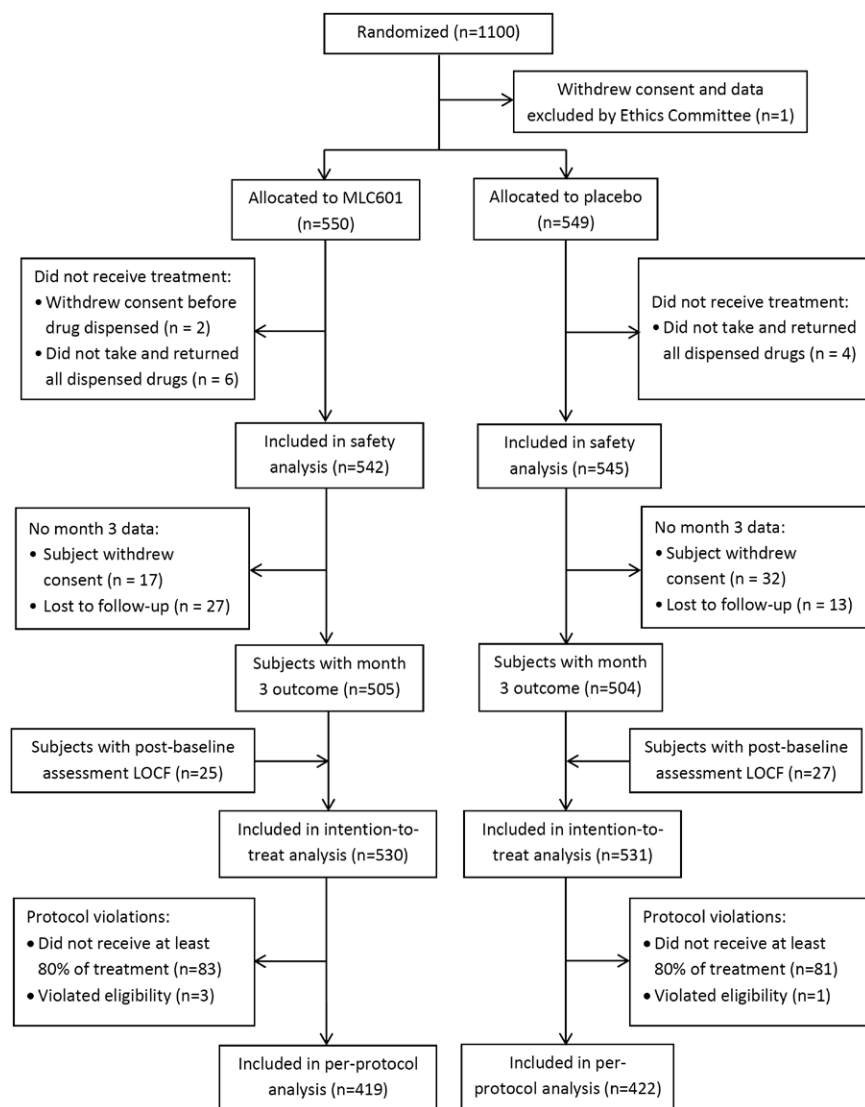 Randomized (n=1100)
Withdrew consent and data
excluded by Ethics Committee (n=1)
Allocated to MLC601
(n=550)
Allocated to placebo
(n=549)
Did not receive treatment:
• Withdrew consent before
drug dispensed (n = 2)
• Did not take and returned
all dispensed drugs (n = 6)
Did not receive treatment:
• Did not take and returned
all dispensed drugs (n = 4)
Included in safety
analysis (n=542)
Included in safety
analysis (n=545)
No month 3 data:
• Subject withdrew
consent (n = 17)
• Lost to follow-up (n = 27)
No month 3 data:
• Subject withdrew
consent (n = 32)
• Lost to follow-up (n = 13)
Subjects with month
3 outcome (n=505)
Subjects with month
3 outcome (n=504)
Subjects with post-baseline
assessment LOCF (n=25)
Subjects with post-baseline
assessment LOCF (n=27)
Included in intention-to-
treat analysis (n=530)
Included in intention-to-
treat analysis (n=531)
Protocol violations:
• Did not receive at least
80% of treatment (n=83)
• Violated eligibility (n=3)
Protocol violations:
• Did not receive at least
80% of treatment (n=81)
• Violated eligibility (n=1)
Included in per-protocol
analysis (n=419)
Included in per-
protocol analysis (n=422)